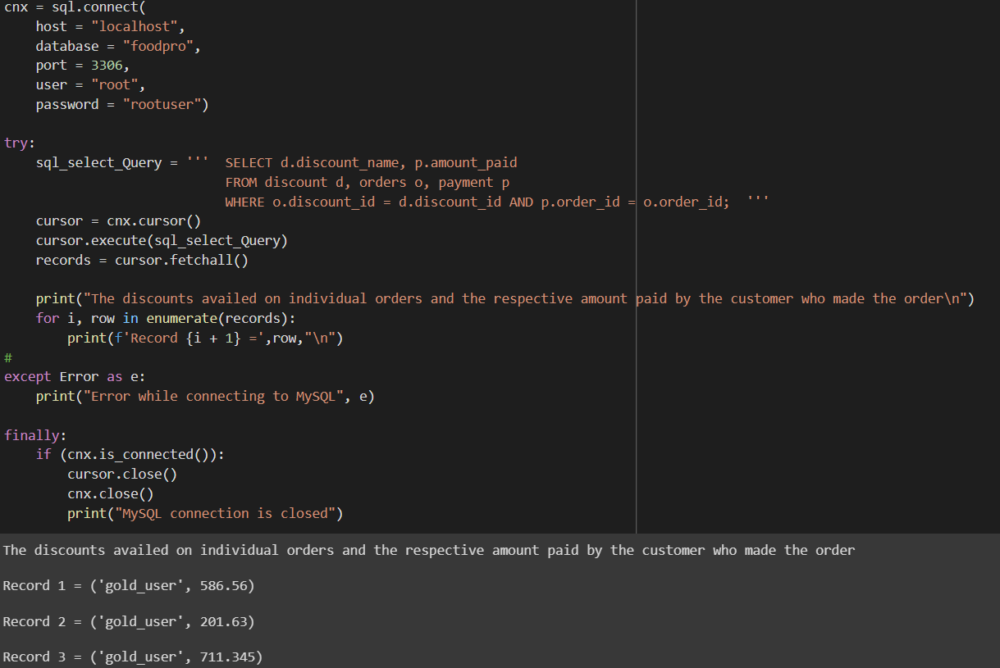 cnx = sql.connect(
    host = "localhost",
    database = "foodpro",
    port = 3306,
    user = "root",
    password = "rootuser")

try:
    sql_select_Query = '''  SELECT d.discount_name, p.amount_paid
                            FROM discount d, orders o, payment p
                            WHERE o.discount_id = d.discount_id AND p.order_id = o.order_id;  '''
    cursor = cnx.cursor()
    cursor.execute(sql_select_Query)
    records = cursor.fetchall()

    print("The discounts availed on individual orders and the respective amount paid by the customer who made the order\n")
    for i, row in enumerate(records):
        print(f'Record {i + 1} =',row,"\n")
#
except Error as e:
    print("Error while connecting to MySQL", e)

finally:
    if (cnx.is_connected()):
        cursor.close()
        cnx.close()
        print("MySQL connection is closed")
The discounts availed on individual orders and the respective amount paid by the customer who made the order

Record 1 = ('gold_user', 586.56)

Record 2 = ('gold_user', 201.63)

Record 3 = ('gold_user', 711.345)